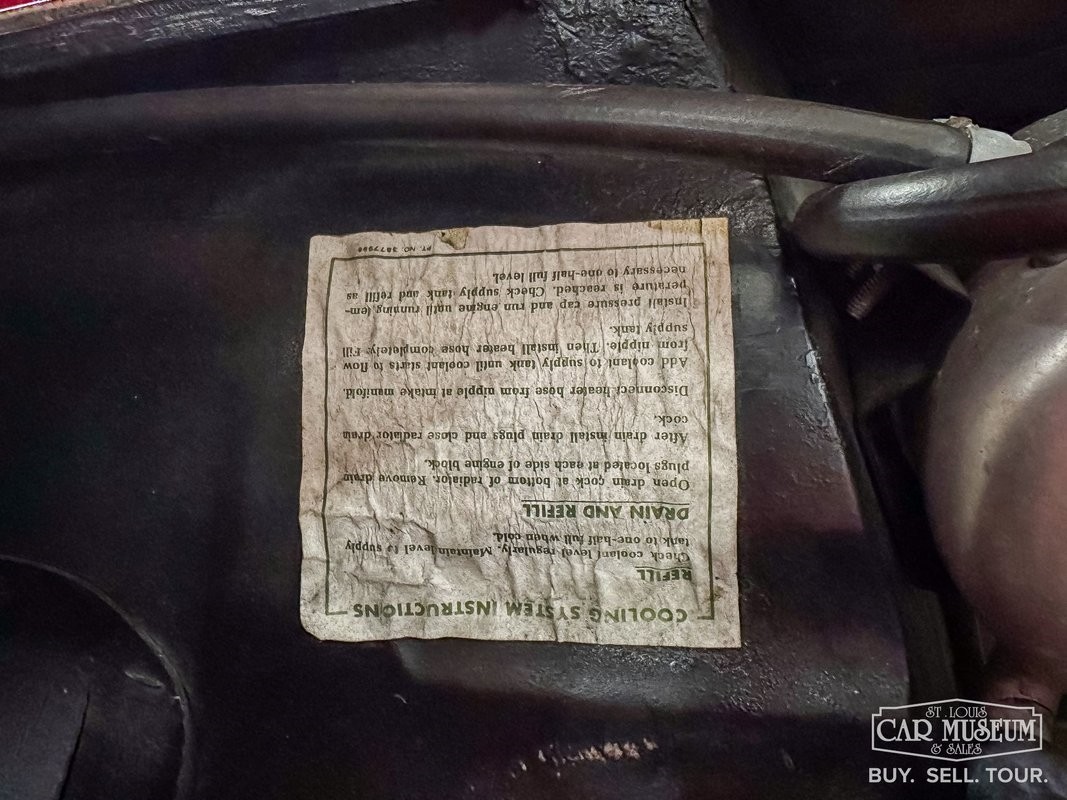 COOLING SYSTEM INSTRUCTIONS
REFILL
Check coolant level regularly. Maintain level in supply
tank to one-half full when cold.
DRAIN AND REFILL
Open drain cock at bottom of radiator. Remove drain
plugs located at each side of engine block.
After drain install drain plugs and close radiator drain
cock.
Disconnect heater hose from nipple at intake manifold.
Add coolant to supply tank until coolant starts to flow
from nipple. Then install heater hose completely. Fill
supply tank.
Install pressure cap and run engine until running tem-
perature is reached. Check supply tank and refill as
necessary to one-half full level.
PT. NO.
ST. LOUIS
CAR MUSEUM
& SALES
BUY. SELL. TOUR.